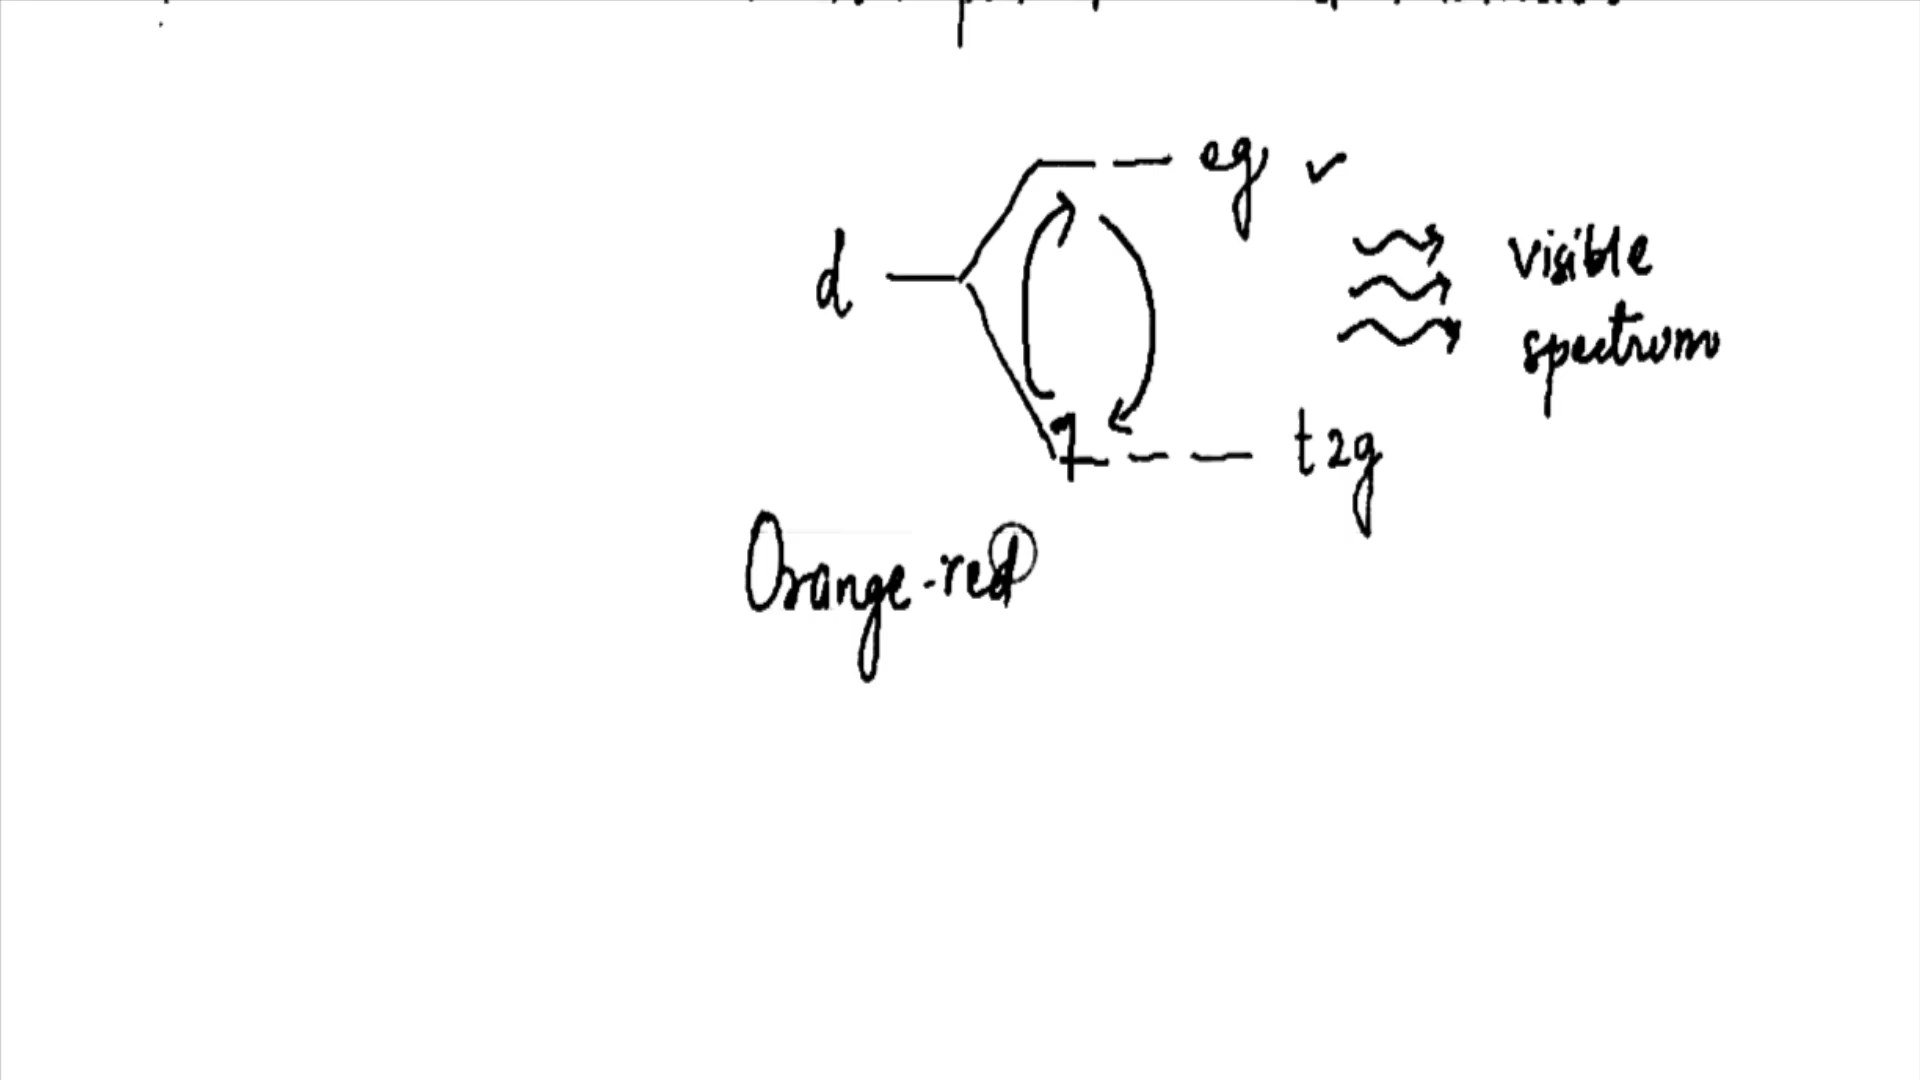 eg
d
visible
spectrum
t2g
Orange-red